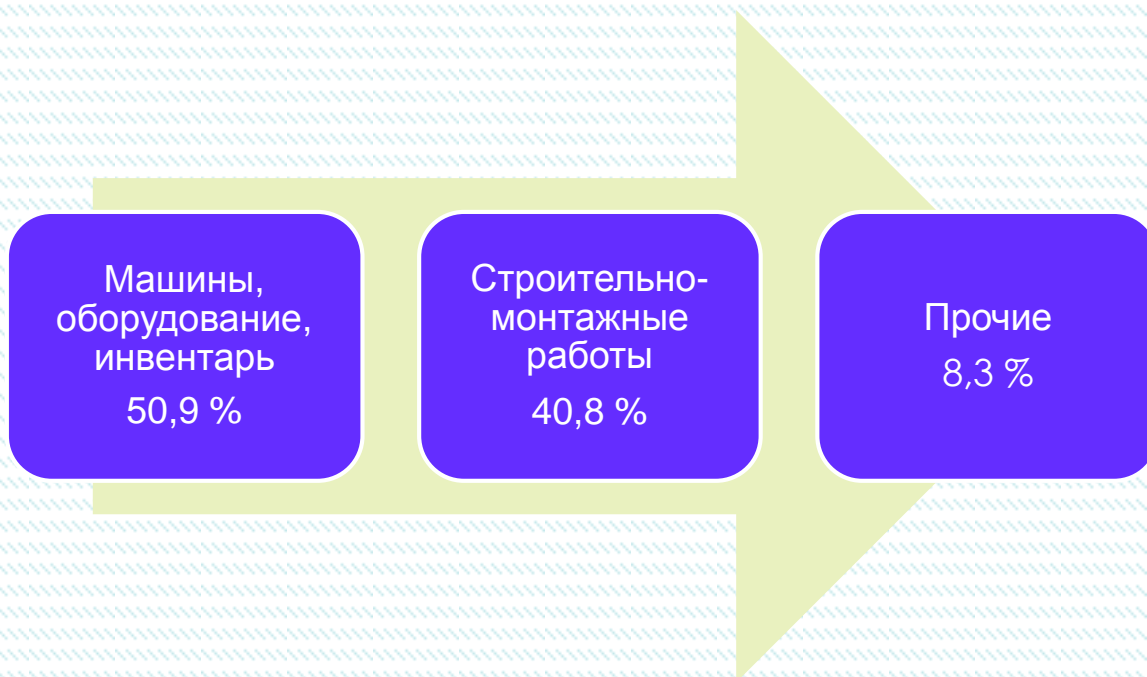 Машины,
оборудование,
инвентарь
50,9 %
Строительно-
монтажные
работы
40,8 %
Прочие
8,3 %